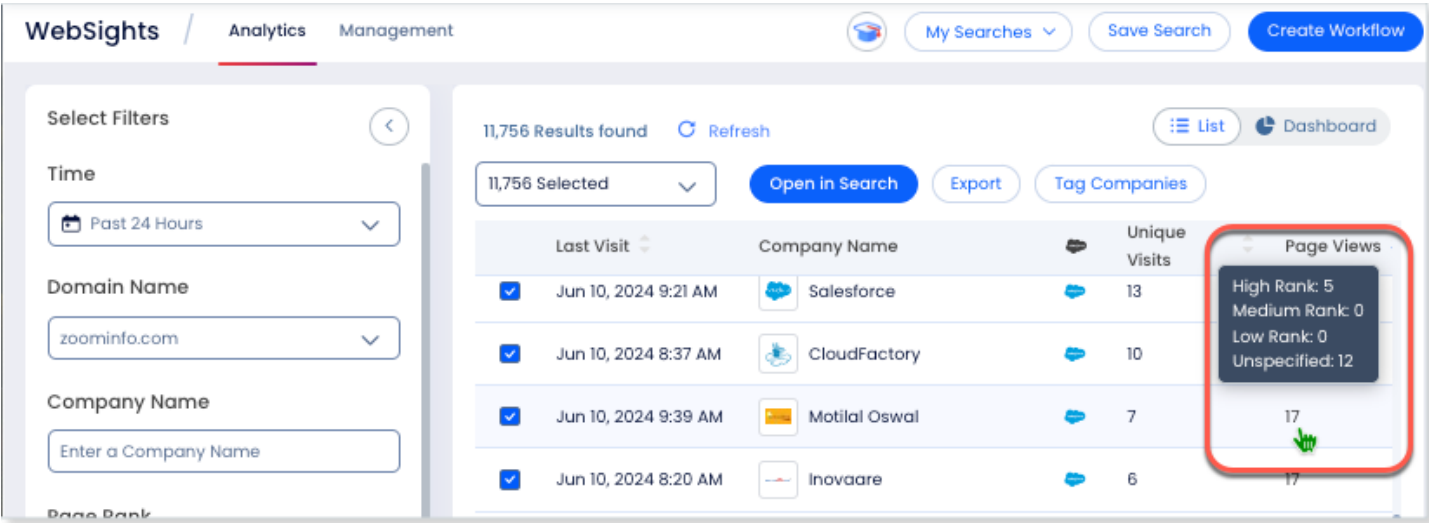 WebSights / Analytics Management My Searches Save Search Create Workflow
Select Filters
Time
Past 24 Hours
Domain Name
zoominfo.com
Company Name
Enter a Company Name
Page Rank
11,756 Results found Refresh List Dashboard
11,756 Selected Open in Search Export Tag Companies
Last Visit Company Name Unique Visits Page Views
Jun 10, 2024 9:21 AM Salesforce 13
Jun 10, 2024 8:37 AM CloudFactory 10
High Rank: 5
Medium Rank: 0
Low Rank: 0
Unspecified: 12
Jun 10, 2024 9:39 AM Motilal Oswal 7 17
Jun 10, 2024 8:20 AM Inovaare 6 17